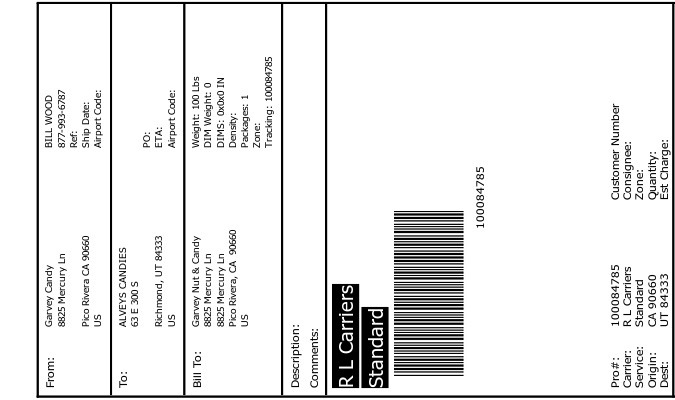 From: Garvey Candy BILL WOOD
8825 Mercury Ln 877-993-6787
Ref:
Pico Rivera CA 90660 Ship Date:
US Airport Code:
To: ALVEYS CANDIES
63 E 300 S
PO:
Richmond, UT 84333 ETA:
US Airport Code:
Bill To: Garvey Nut & Candy Weight: 100 Lbs
8825 Mercury Ln DIM Weight: 0
8825 Mercury Ln DIMS: 0x0x0 IN
Pico Rivera, CA 90660 Density:
US Packages: 1
Zone:
Tracking: 100084785
Description:
Comments:
R L Carriers
Standard
100084785
Pro#: 100084785 Customer Number
Carrier: R L Carriers Consignee:
Service: Standard Zone:
Origin: CA 90660 Quantity:
Dest: UT 84333 Est Charge: